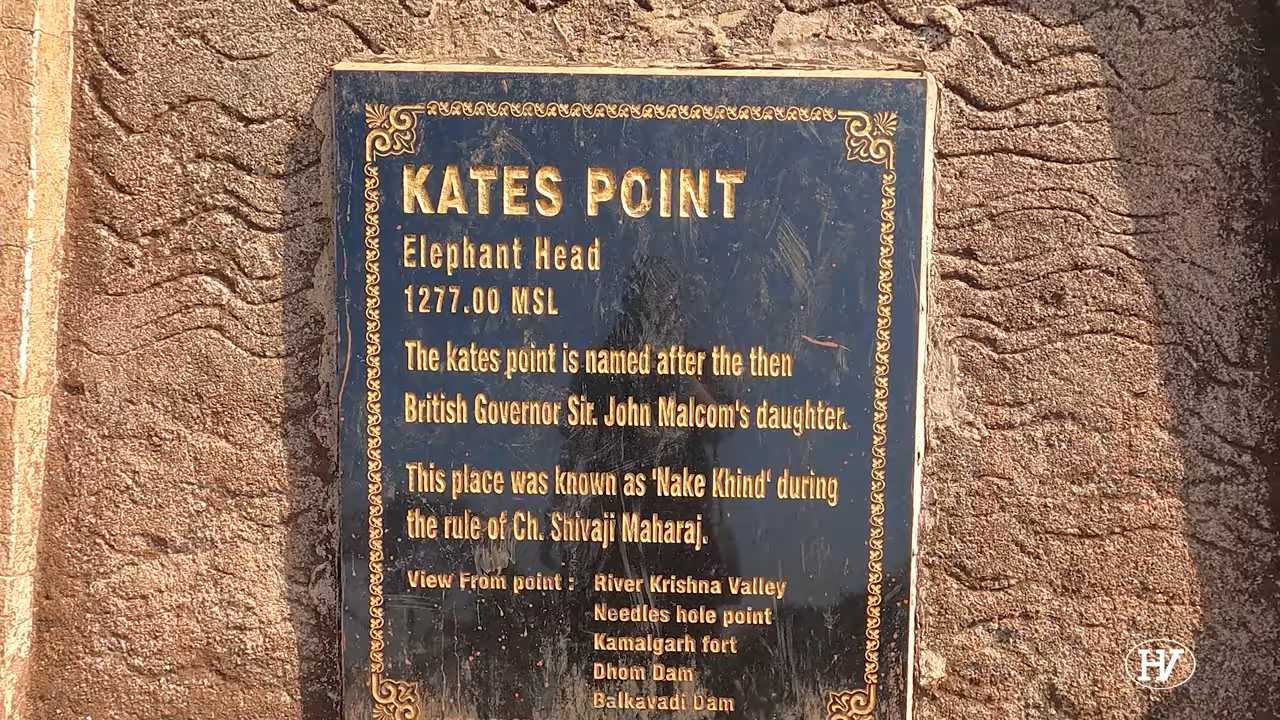 KATES POINT
Elephant Head
1277.00 MSL
The kates point is named after the then
British Governor Sir. John Malcom's daughter.
This place was known as 'Nake Khind' during
the rule of Ch. Shivaji Maharaj.
View From point : River Krishna Valley
Needles hole point
Kamalgarh fort
Dhom Dam
Balkavadi Dam
HV